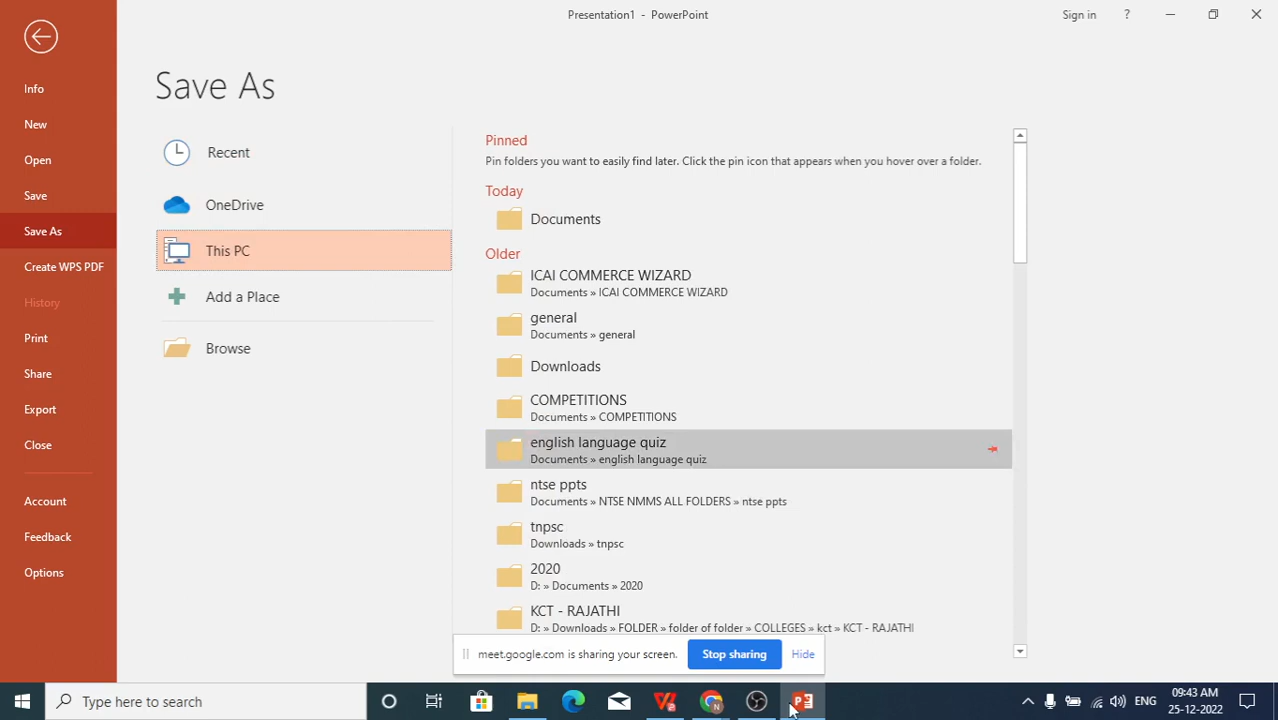 Presentation1 - PowerPoint
Sign in
?
Info
New
Open
Save
Save As
Create WPS PDF
History
Print
Share
Export
Close
Account
Feedback
Options
Save As
Recent
OneDrive
This PC
Add a Place
Browse
Pinned
Pin folders you want to easily find later. Click the pin icon that appears when you hover over a folder.
Today
Documents
Older
ICAI COMMERCE WIZARD
Documents » ICAI COMMERCE WIZARD
general
Documents » general
Downloads
COMPETITIONS
Documents » COMPETITIONS
english language quiz
Documents » english language quiz
ntse ppts
Documents » NTSE NMMS ALL FOLDERS » ntse ppts
tnpsc
Downloads » tnpsc
2020
D: » Documents » 2020
KCT - RAJATHI
D: » Downloads » FOLDER » folder of folder » COLLEGES » kct » KCT - RAJATHI
meet.google.com is sharing your screen. Stop sharing Hide
Type here to search
ENG
09:43 AM
25-12-2022